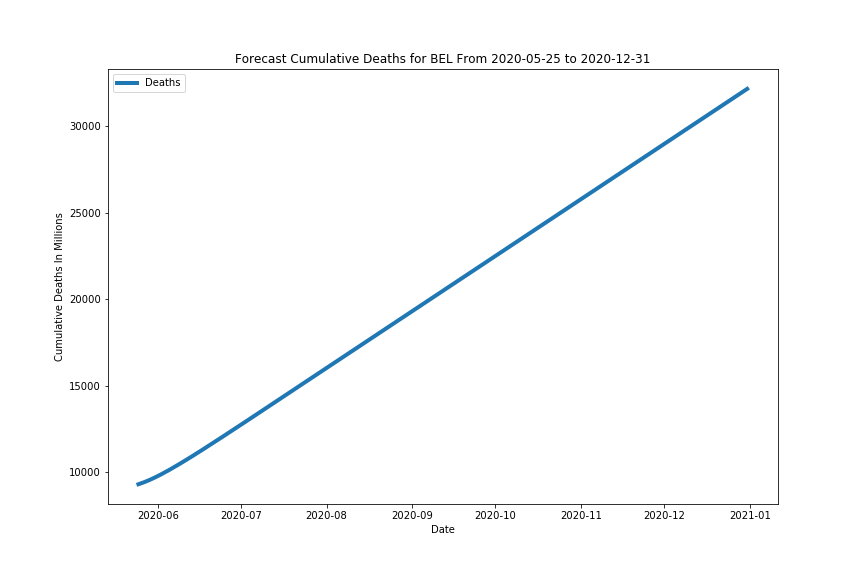 Forecast Cumulative Deaths for BEL From 2020-05-25 to 2020-12-31
Deaths
Cumulative Deaths In Millions
30000
25000
20000
15000
10000
2020-06 2020-07 2020-08 2020-09 2020-10 2020-11 2020-12 2021-01
Date